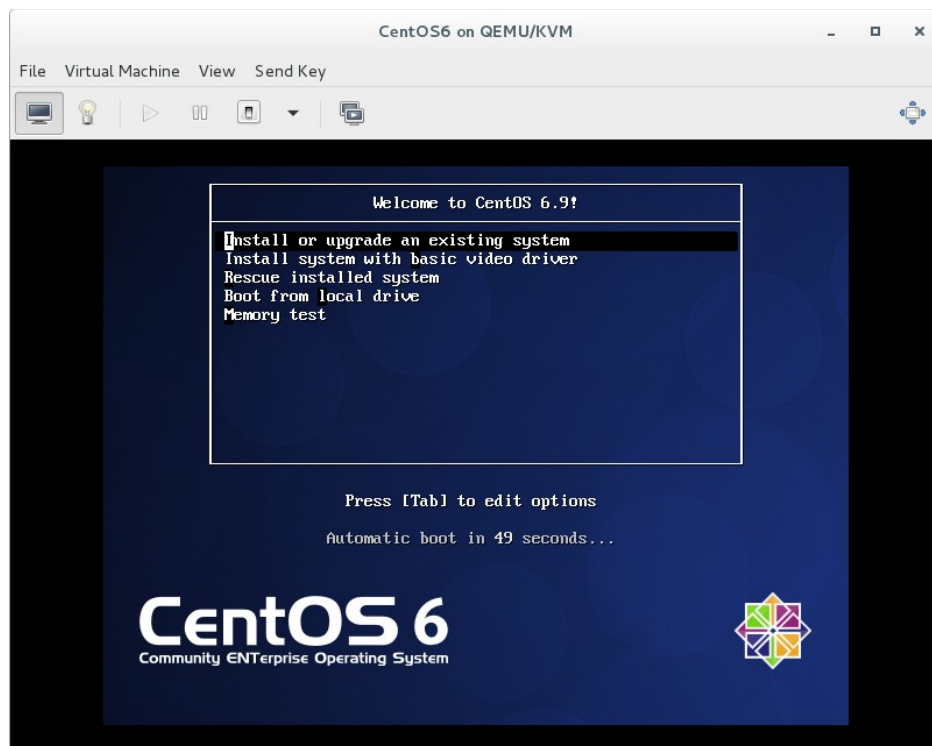 CentOS6 on QEMU/KVM
File Virtual Machine View Send Key
Welcome to CentOS 6.9!
Install or upgrade an existing system
Install system with basic video driver
Rescue installed system
Boot from local drive
Memory test
Press [Tab] to edit options
Automatic boot in 49 seconds...
CentOS 6
Community ENTerprise Operating System